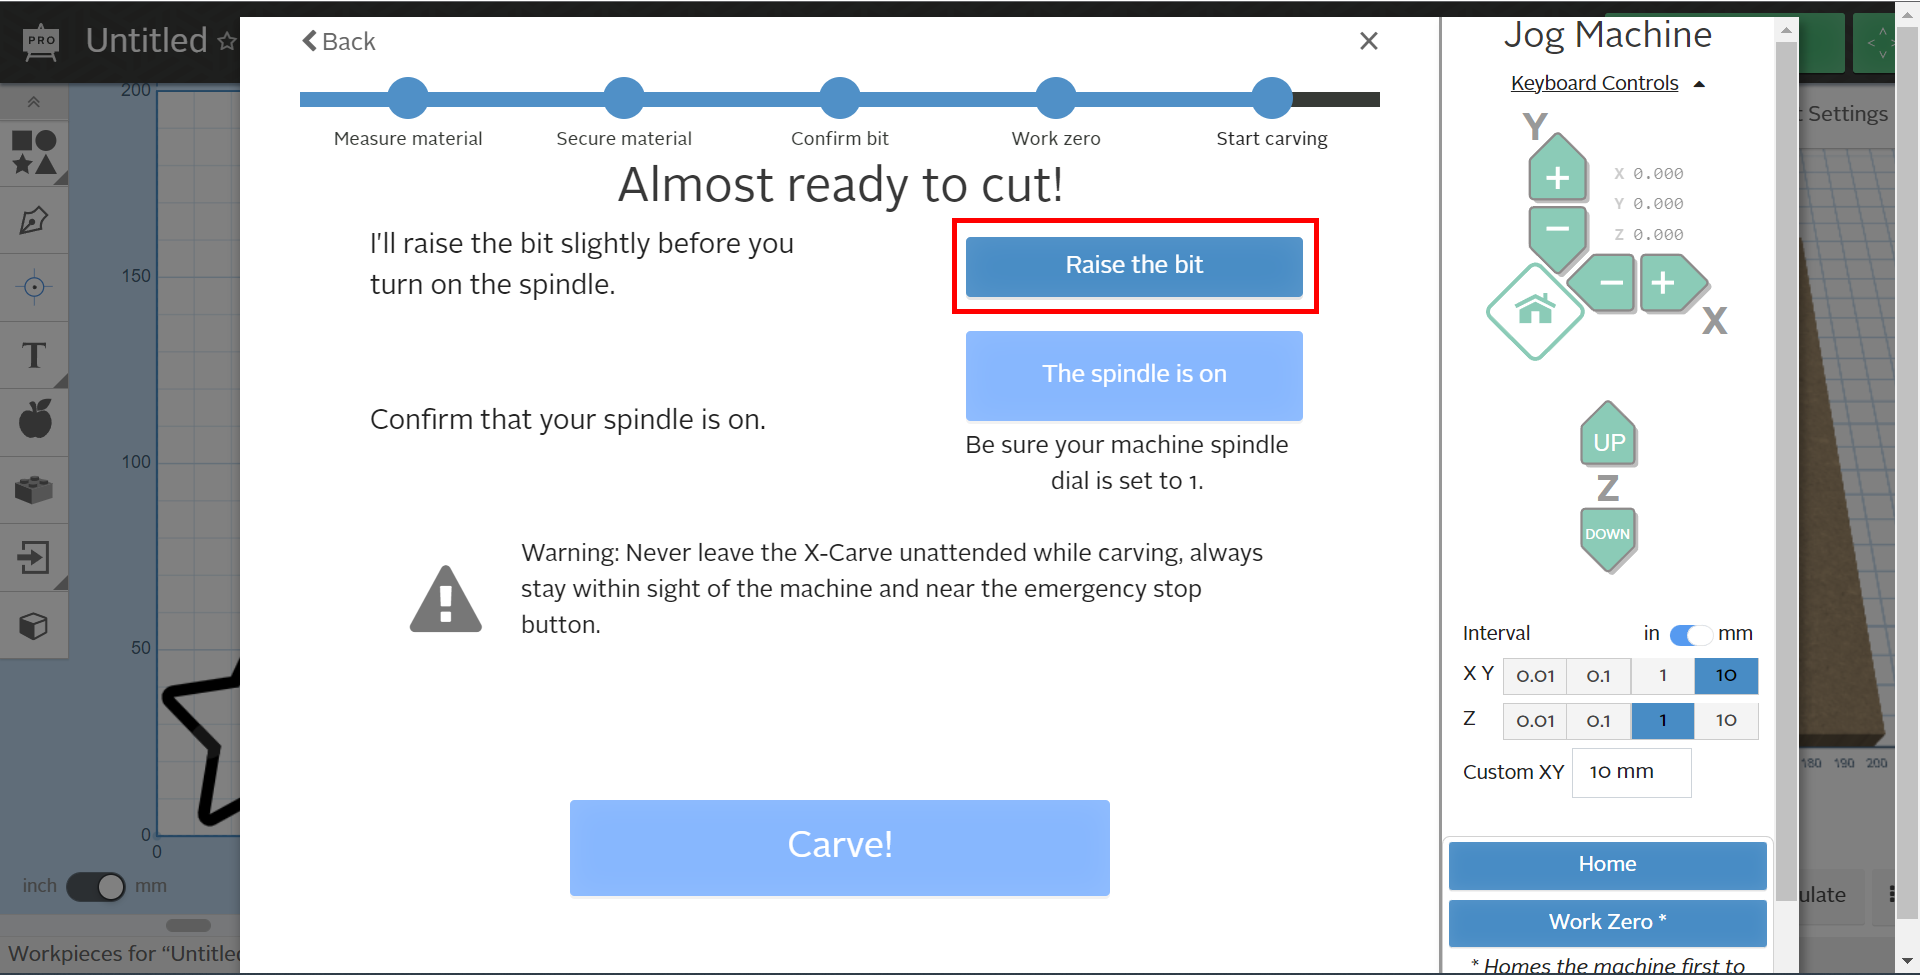 PRO
Untitled
Back
Measure material
Secure material
Confirm bit
Work zero
Start carving
Almost ready to cut!
I'll raise the bit slightly before you
turn on the spindle.
Raise the bit
The spindle is on
Confirm that your spindle is on.
Be sure your machine spindle
dial is set to 1.
Warning: Never leave the X-Carve unattended while carving, always
stay within sight of the machine and near the emergency stop
button.
Carve!
Jog Machine
Keyboard Controls
Y
X 0.000
Y 0.000
Z 0.000
X
UP
Z
DOWN
Interval
in
mm
X Y
0.01
0.1
1
10
Z
0.01
0.1
1
10
Custom XY
10 mm
Home
Work Zero *
* Homes the machine first to
200
150
100
50
0
0
T
inch
mm
Workpieces for “Untitled
Settings
180 190 200
ulate